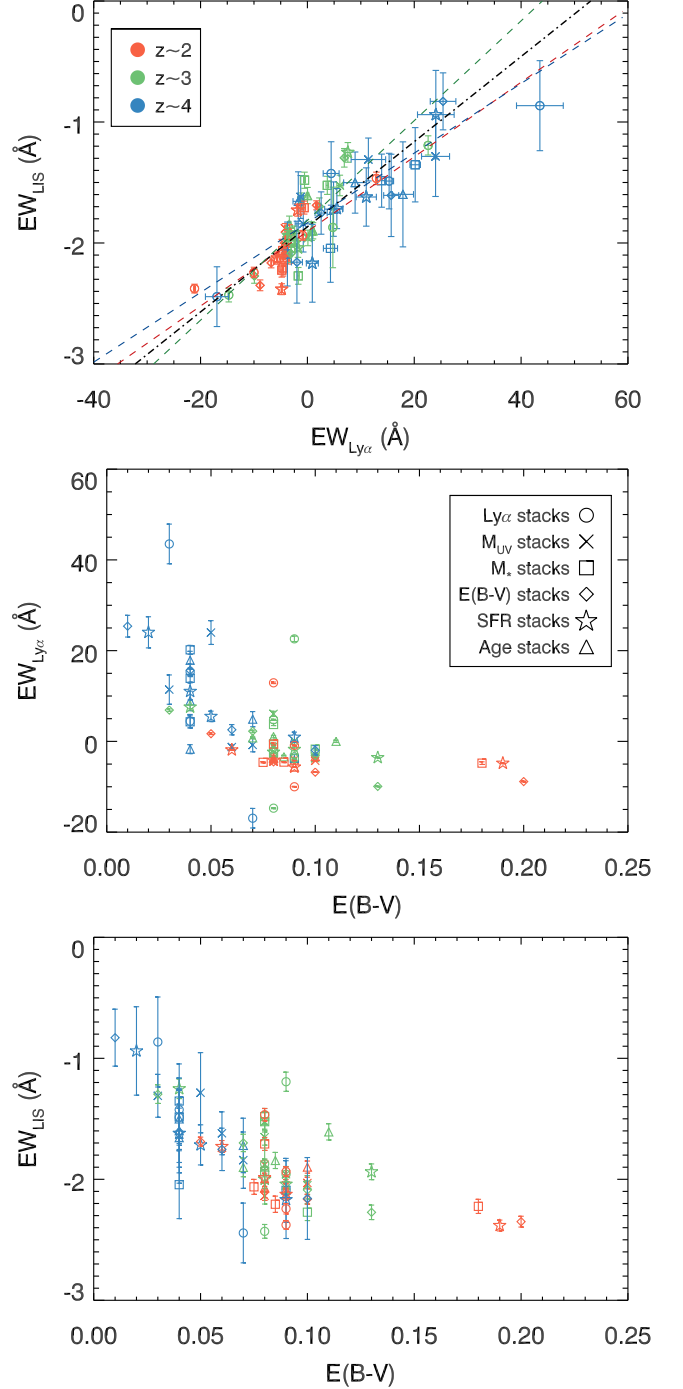 0
-1
-2
-3
EW_LIS (Å)
z~2
z~3
z~4
-40 -20 0 20 40 60
EW_Lyα (Å)
60
40
20
0
-20
EW_Lyα (Å)
Lyα stacks
M_UV stacks
M_* stacks
E(B-V) stacks
SFR stacks
Age stacks
0.00 0.05 0.10 0.15 0.20 0.25
E(B-V)
0
-1
-2
-3
EW_LIS (Å)
0.00 0.05 0.10 0.15 0.20 0.25
E(B-V)